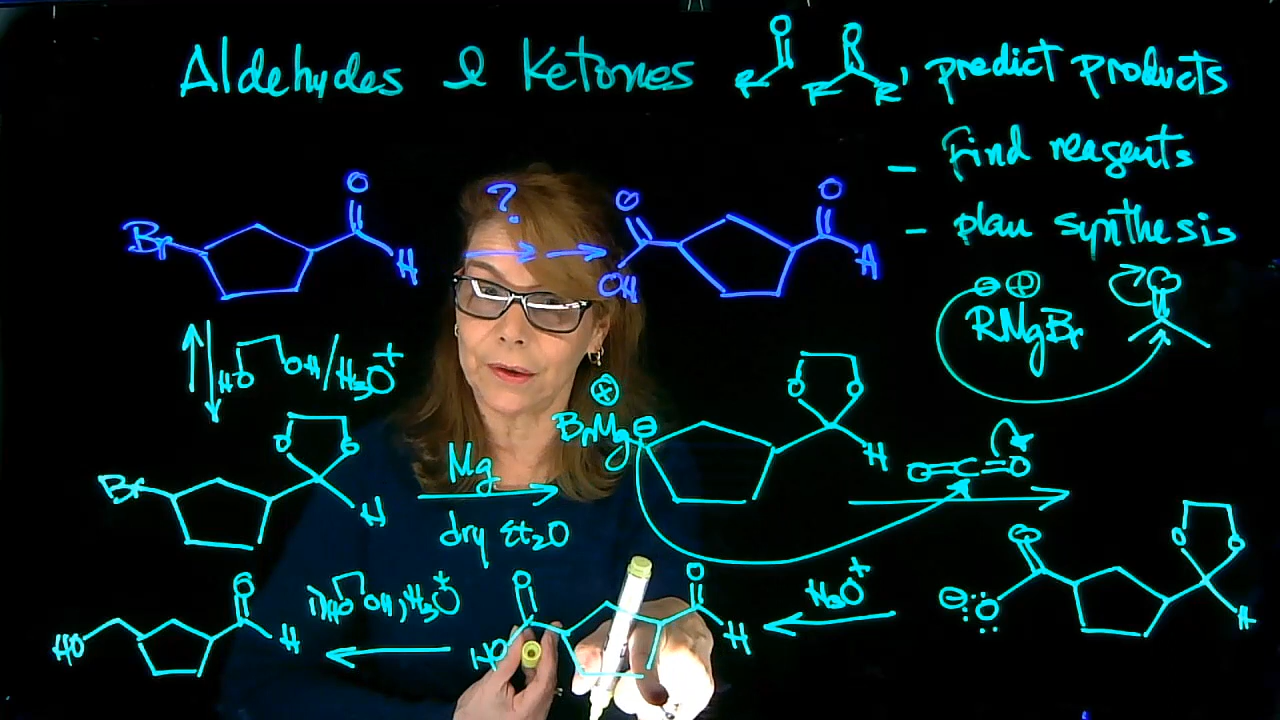 Aldehydes & Ketones O R O R R' predict products
- Find reagents
- plan synthesis
Br O H ? O OH O H
⊖ ⊕ O
RMgBr
HO OH/H3O+
Br O O H Mg dry Et2O ⊕ BrMg ⊖ O O H O=C=O
O ⊖:O: O O H
H3O+
HO O H 1) HO OH, H3O+ O HO O H